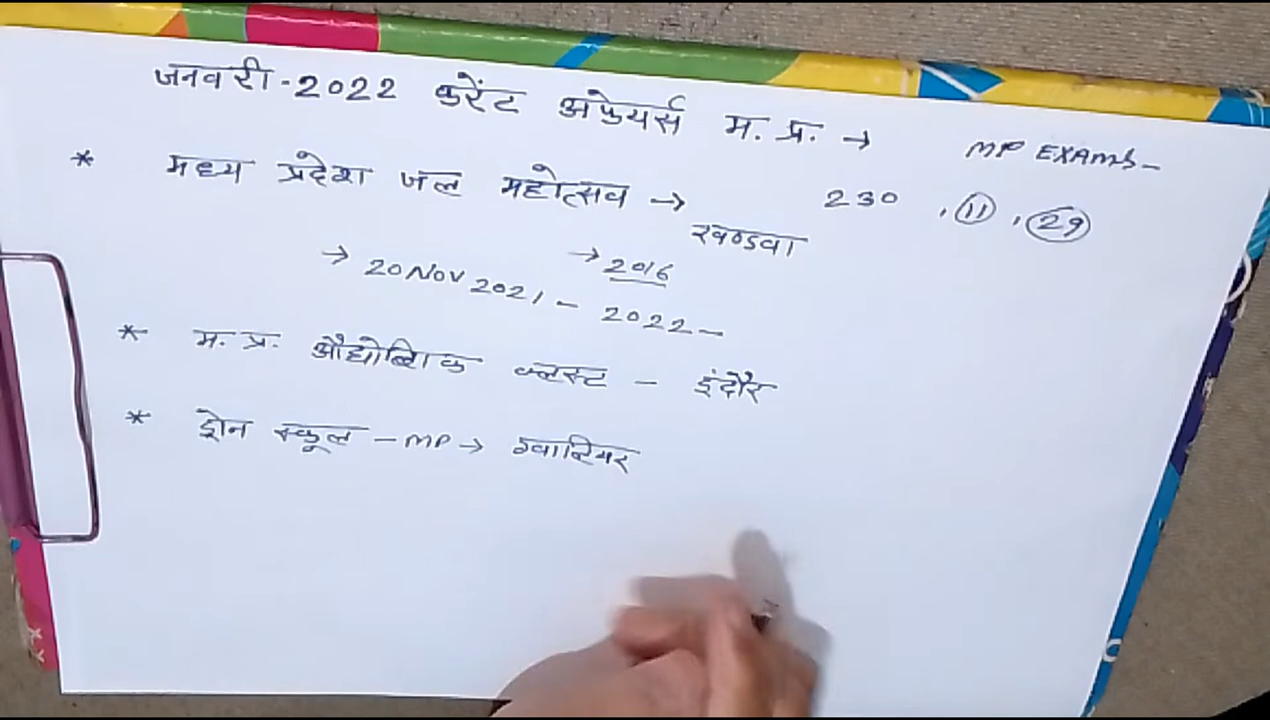 जनवरी-2022 करेंट अफेयर्स म. प्र. →
MP EXAMS-
* मध्य प्रदेश जल महोत्सव →
230 , 11 , 29
खण्डवा
→ 20 Nov 2021 - 2022 -
→ 2016
* म. प्र. औद्योगिक क्लस्ट - इंदौर
* ड्रोन स्कूल - MP → ग्वालियर